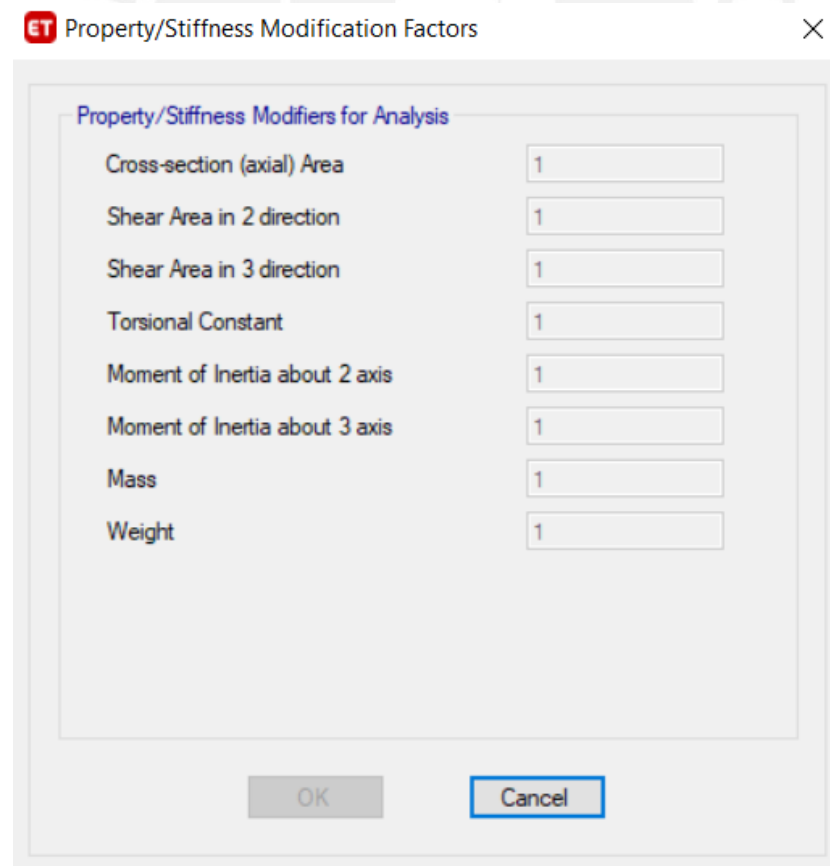 ET Property/Stiffness Modification Factors
Property/Stiffness Modifiers for Analysis
Cross-section (axial) Area 1
Shear Area in 2 direction 1
Shear Area in 3 direction 1
Torsional Constant 1
Moment of Inertia about 2 axis 1
Moment of Inertia about 3 axis 1
Mass 1
Weight 1
OK Cancel